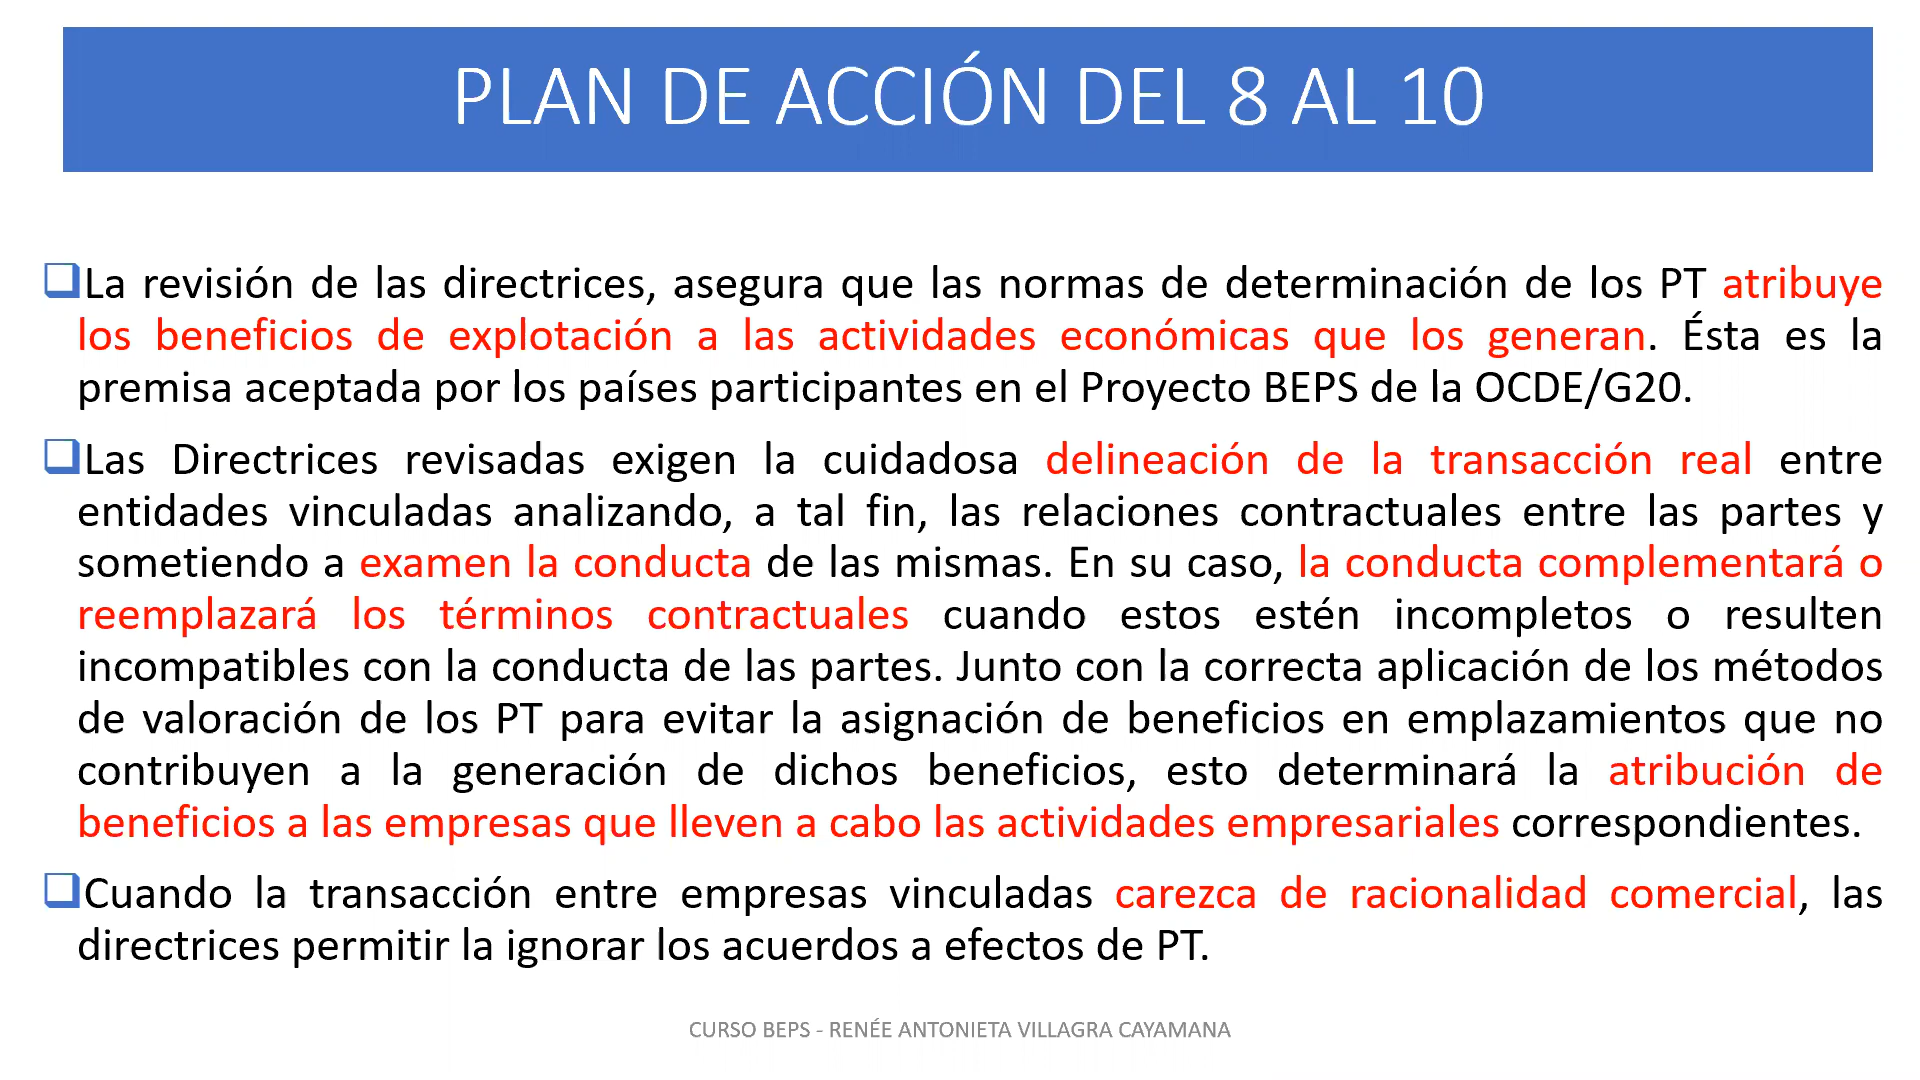 PLAN DE ACCIÓN DEL 8 AL 10
La revisión de las directrices, asegura que las normas de determinación de los PT atribuye
los beneficios de explotación a las actividades económicas que los generan. Ésta es la
premisa aceptada por los países participantes en el Proyecto BEPS de la OCDE/G20.
Las Directrices revisadas exigen la cuidadosa delineación de la transacción real entre
entidades vinculadas analizando, a tal fin, las relaciones contractuales entre las partes y
sometiendo a examen la conducta de las mismas. En su caso, la conducta complementará o
reemplazará los términos contractuales cuando estos estén incompletos o resulten
incompatibles con la conducta de las partes. Junto con la correcta aplicación de los métodos
de valoración de los PT para evitar la asignación de beneficios en emplazamientos que no
contribuyen a la generación de dichos beneficios, esto determinará la atribución de
beneficios a las empresas que lleven a cabo las actividades empresariales correspondientes.
Cuando la transacción entre empresas vinculadas carezca de racionalidad comercial, las
directrices permitir la ignorar los acuerdos a efectos de PT.
CURSO BEPS - RENÉE ANTONIETA VILLAGRA CAYAMANA